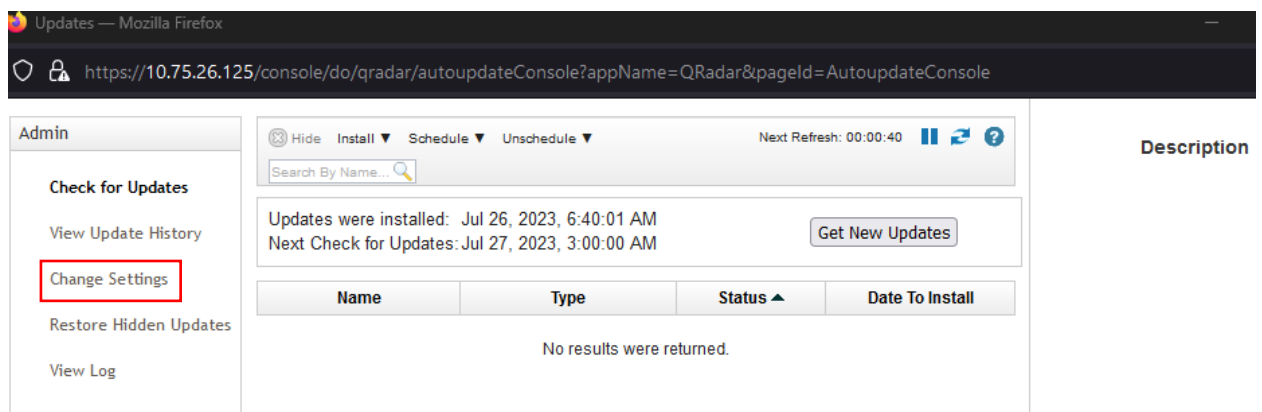 Updates — Mozilla Firefox
https://10.75.26.125/console/do/qradar/autoupdateConsole?appName=QRadar&pageId=AutoupdateConsole
Admin
Check for Updates
View Update History
Change Settings
Restore Hidden Updates
View Log
Hide Install ▼ Schedule ▼ Unschedule ▼ Next Refresh: 00:00:40
Search By Name...
Updates were installed: Jul 26, 2023, 6:40:01 AM
Next Check for Updates: Jul 27, 2023, 3:00:00 AM
Get New Updates
Name Type Status ▲ Date To Install
No results were returned.
Description